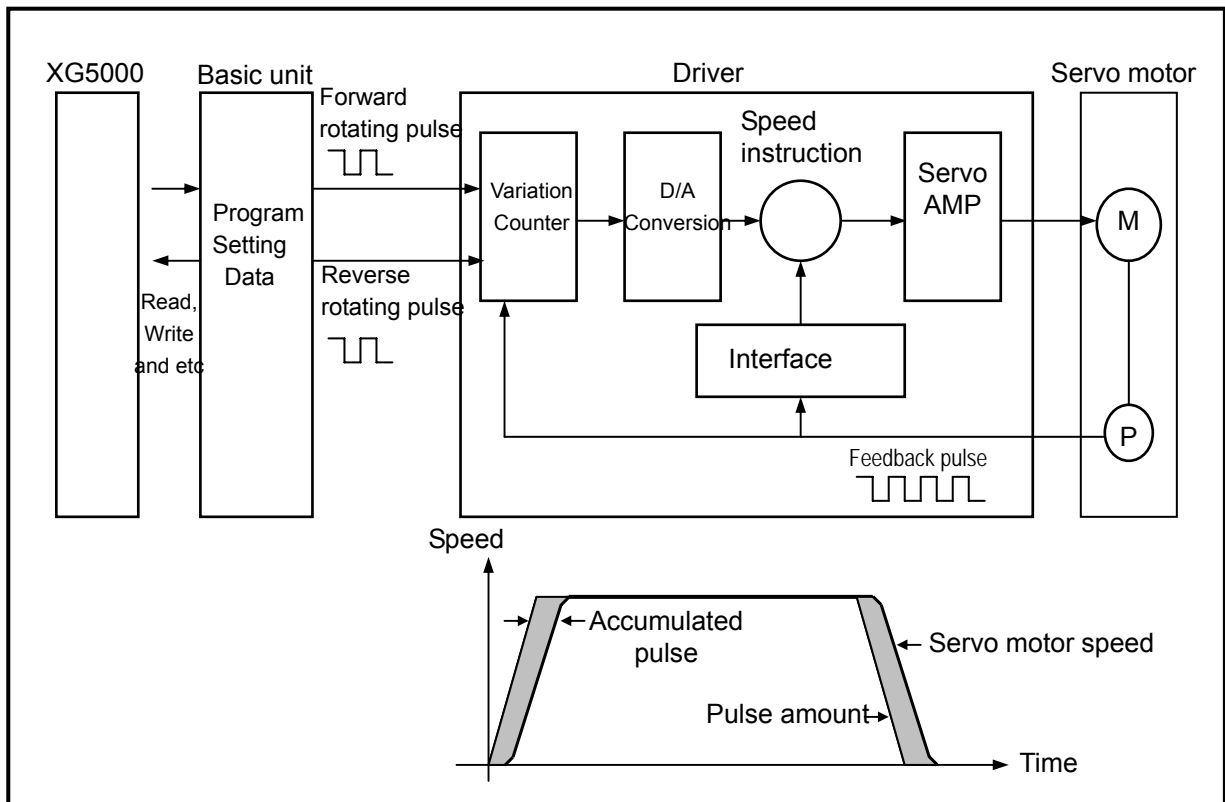 XG5000
Basic unit
Driver
Servo motor
Forward
rotating pulse
Speed
instruction
Servo
AMP
Variation
Counter
D/A
Conversion
M
Program
Setting
Data
Reverse
rotating pulse
Read,
Write
and etc
Interface
P
Feedback pulse
Speed
Accumulated
pulse
Servo motor speed
Pulse amount
Time